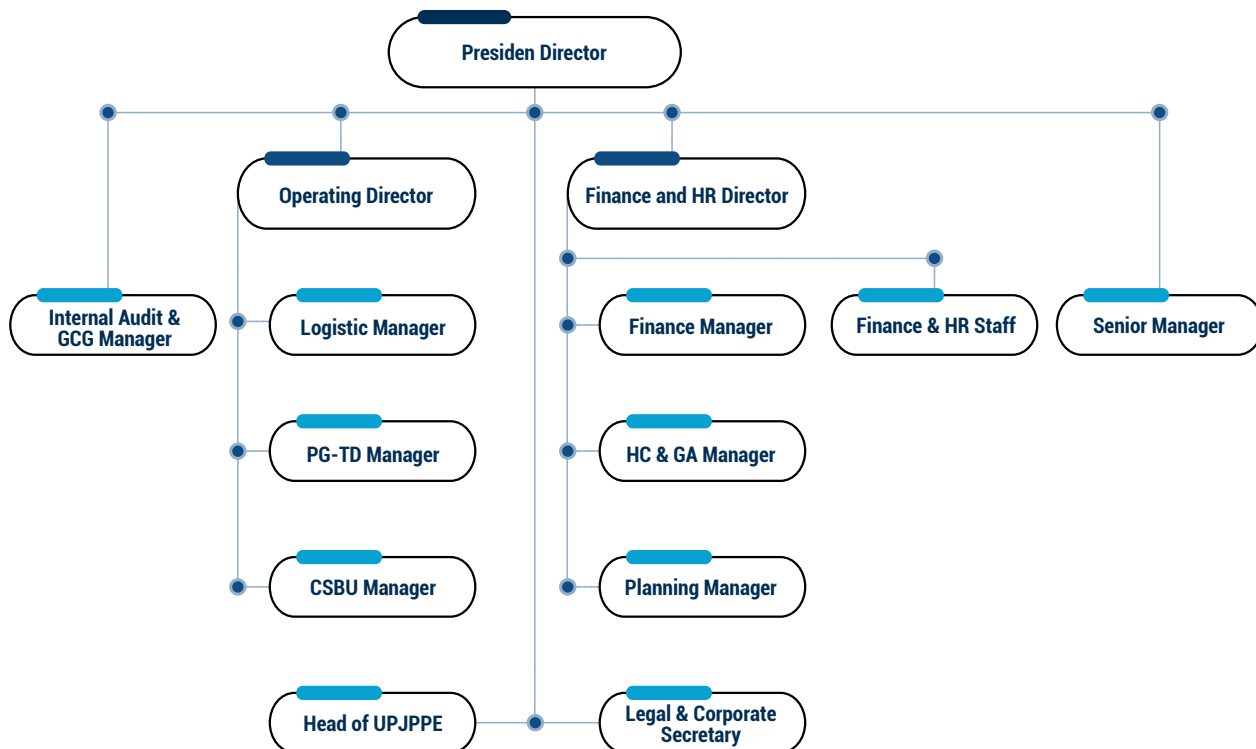 Presiden Director
Operating Director
Finance and HR Director
Internal Audit &
GCG Manager
Logistic Manager
Finance Manager
Finance & HR Staff
Senior Manager
PG-TD Manager
HC & GA Manager
CSBU Manager
Planning Manager
Head of UPJPPE
Legal & Corporate
Secretary